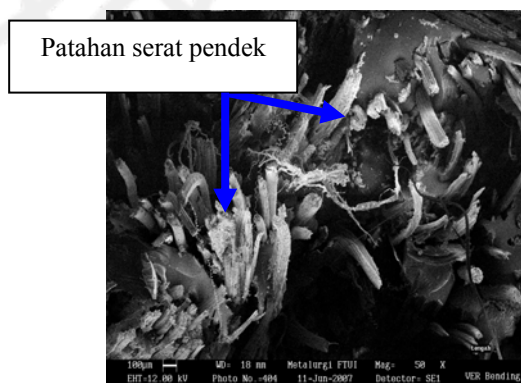 Patahan serat pendek
tengah
100µm WD= 18 mm Metalurgi FTUI Mag= 50 X
EHT=12.00 kV Photo No.=404 11-Jun-2007 Detector= SE1 VER Bending